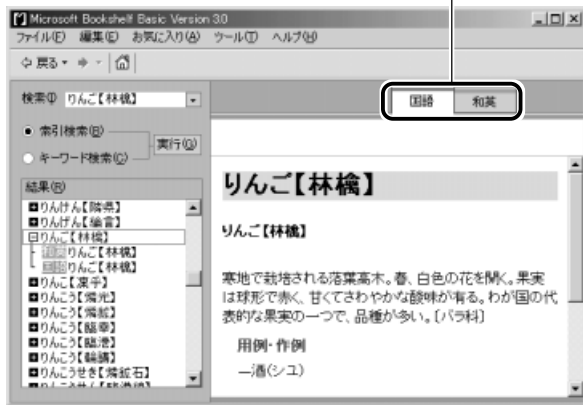 Microsoft Bookshelf Basic Version 3.0
ファイル(F) 編集(E) お気に入り(A) ツール(T) ヘルプ(H)
戻る
検索(I) りんご【林檎】
国語 和英
索引検索(B)
実行(G)
キーワード検索(C)
結果(R)
りんけん【隣県】
りんげん【綸言】
りんご【林檎】
和英 りんご【林檎】
国語 りんご【林檎】
りんこう【燐光】
りんこう【燐鉱】
りんこう【臨幸】
りんこう【臨港】
りんこう【輪講】
りんこうせき【燐鉱石】
りんご【林檎】
りんご【林檎】
寒地で栽培される落葉高木。春、白色の花を開く。果実
は球形で赤く、甘くてさわやかな酸味が有る。わが国の代
表的な果実の一つで、品種が多い。〔バラ科〕
用例・作例
—酒(シュ)